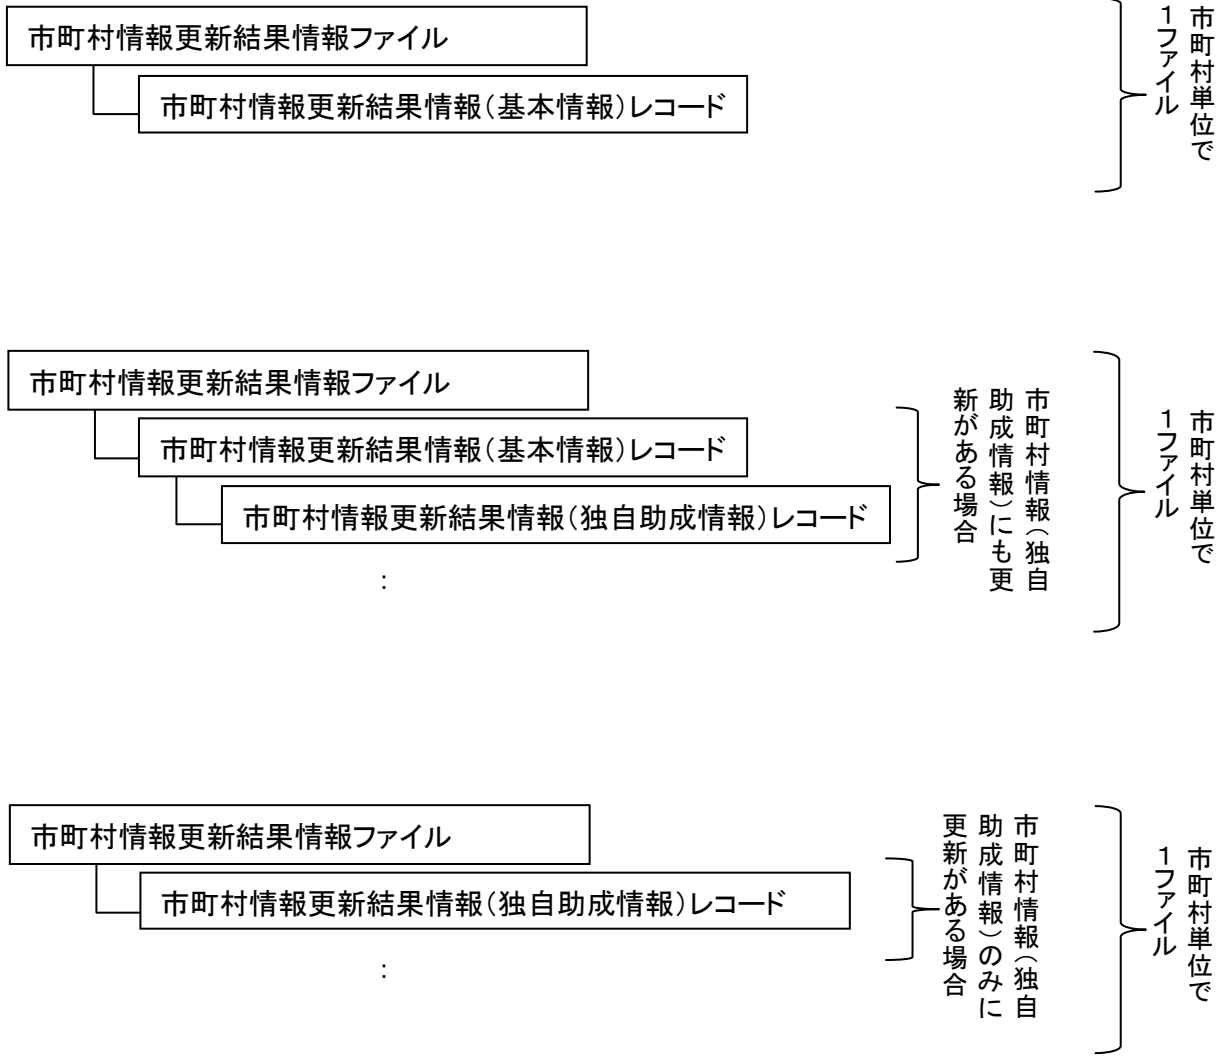 市町村情報更新結果情報ファイル
市町村情報更新結果情報(基本情報)レコード
市町村単位で
1ファイル
市町村情報更新結果情報ファイル
市町村情報更新結果情報(基本情報)レコード
市町村情報更新結果情報(独自助成情報)レコード
:
市町村情報(独自
助成情報)にも更
新がある場合
市町村単位で
1ファイル
市町村情報更新結果情報ファイル
市町村情報更新結果情報(独自助成情報)レコード
:
市町村情報(独自
助成情報)のみに
更新がある場合
市町村単位で
1ファイル